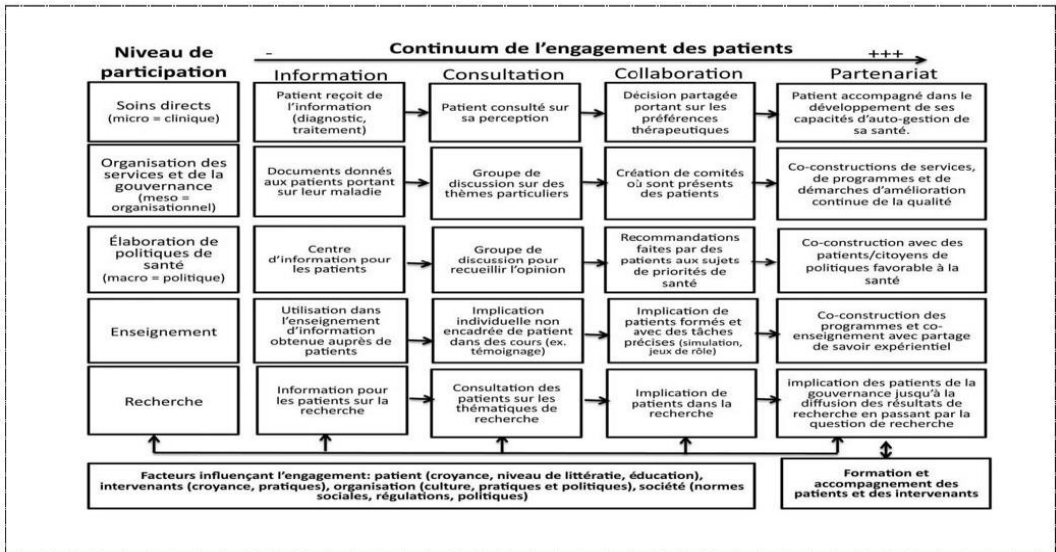 Niveau de
participation
-
Continuum de l'engagement des patients
+++
Information
Consultation
Collaboration
Partenariat
Soins directs
(micro = clinique)
Patient reçoit de
l'information
(diagnostic,
traitement)
Patient consulté sur
sa perception
Décision partagée
portant sur les
préférences
thérapeutiques
Patient accompagné dans le
développement de ses
capacités d'auto-gestion de
sa santé.
Organisation des
services et de la
gouvernance
(meso =
organisationnel)
Documents donnés
aux patients portant
sur leur maladie
Groupe de
discussion sur des
thèmes particuliers
Création de comités
où sont présents
des patients
Co-constructions de services,
de programmes et de
démarches d'amélioration
continue de la qualité
Élaboration de
politiques de
santé
(macro = politique)
Centre
d'information pour
les patients
Groupe de
discussion pour
recueillir l'opinion
Recommandations
faites par des
patients aux sujets
de priorités de
santé
Co-construction avec des
patients/citoyens de
politiques favorable à la
santé
Enseignement
Utilisation dans
l'enseignement
d'information
obtenue auprès de
patients
Implication
individuelle non
encadrée de patient
dans des cours (ex.
témoignage)
Implication de
patients formés et
avec des tâches
précises (simulation,
jeux de rôle)
Co-construction des
programmes et co-
enseignement avec partage
de savoir expérientiel
Recherche
Information pour
les patients sur la
recherche
Consultation des
patients sur les
thématiques de
recherche
Implication de
patients dans la
recherche
implication des patients de la
gouvernance jusqu'à la
diffusion des résultats de
recherche en passant par la
question de recherche
Facteurs influençant l'engagement: patient (croyance, niveau de littératie, éducation),
intervenants (croyance, pratiques), organisation (culture, pratiques et politiques), société (normes
sociales, régulations, politiques)
Formation et
accompagnement des
patients et des intervenants